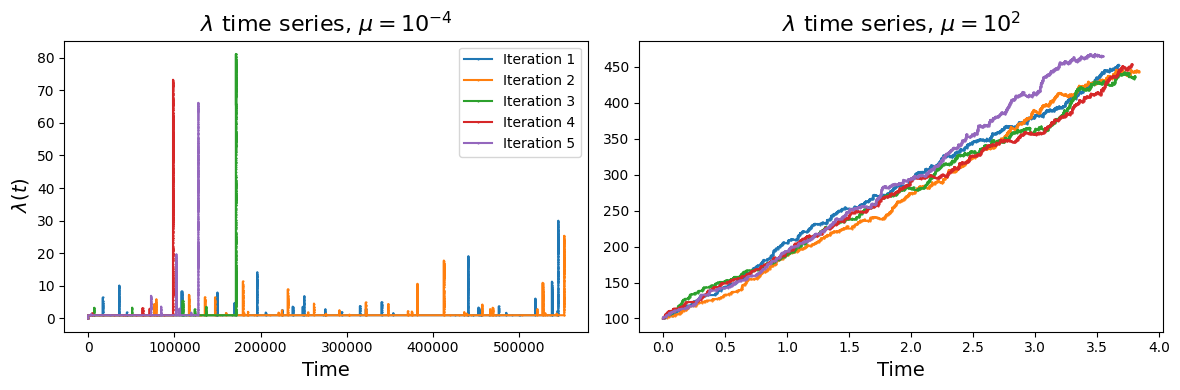 λ time series, μ = 10⁻⁴
λ(t)
80
70
60
50
40
30
20
10
0
Iteration 1
Iteration 2
Iteration 3
Iteration 4
Iteration 5
0 100000 200000 300000 400000 500000
Time
λ time series, μ = 10²
450
400
350
300
250
200
150
100
0.0 0.5 1.0 1.5 2.0 2.5 3.0 3.5 4.0
Time